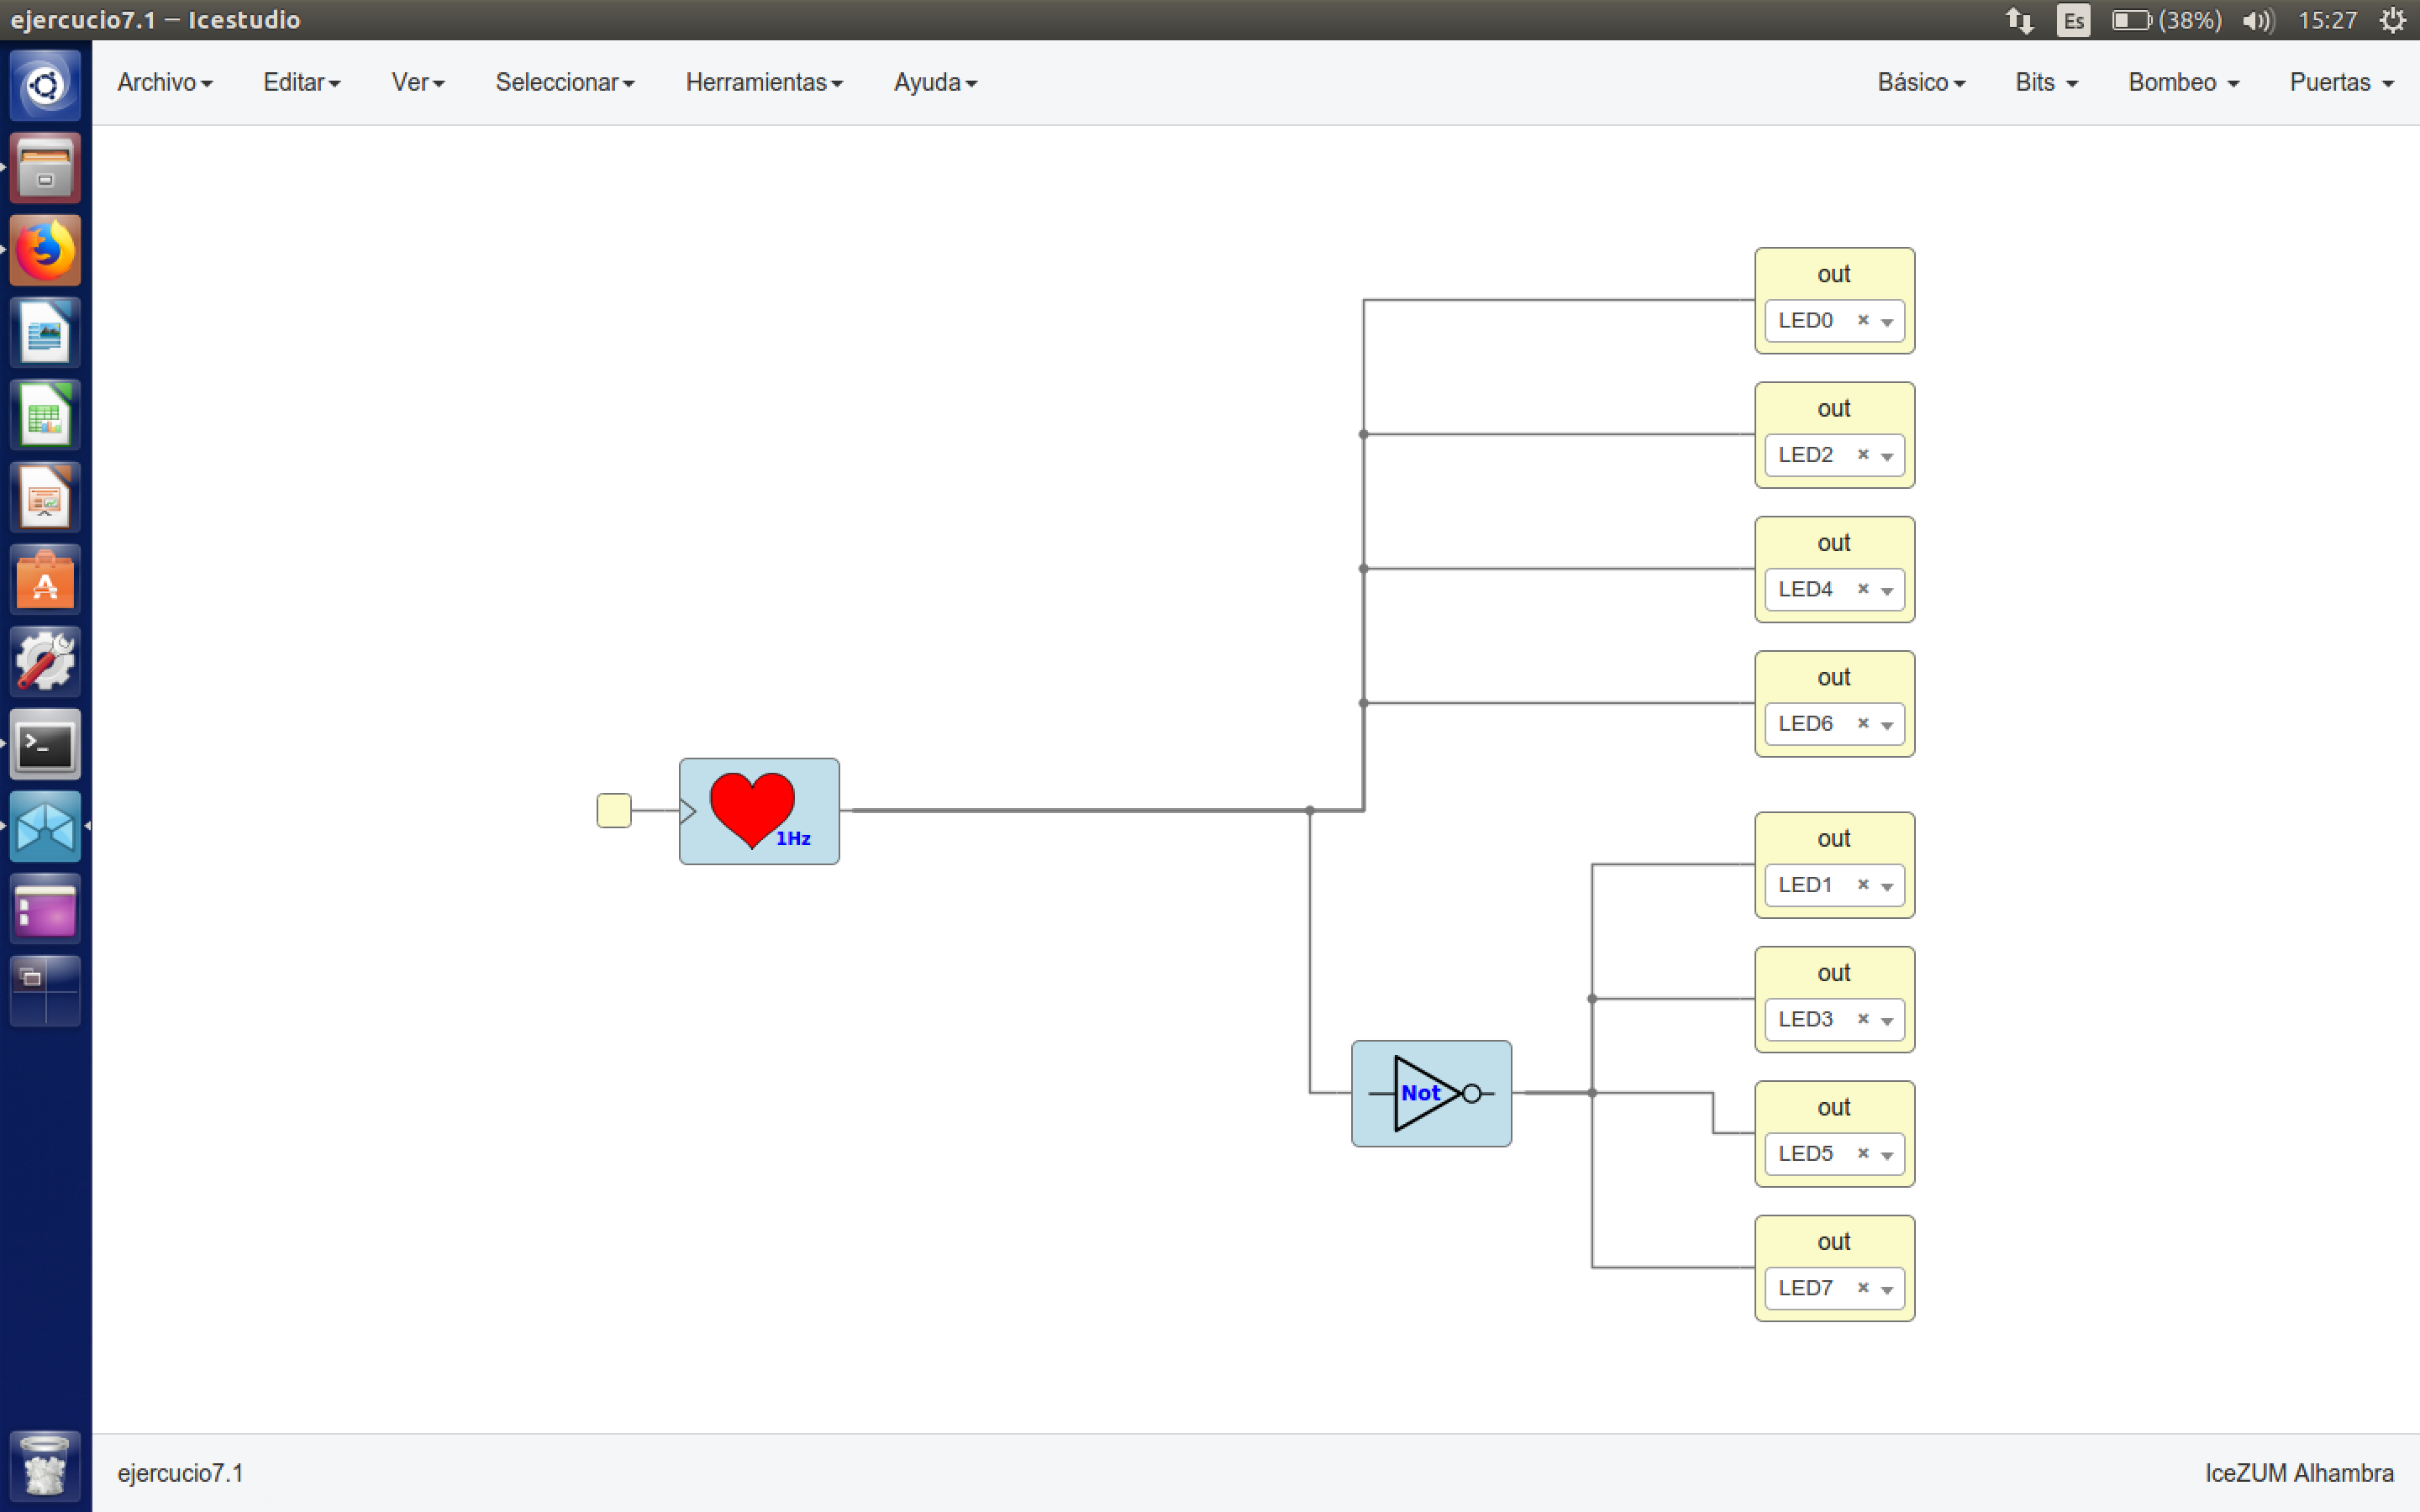 ejercucio7.1 — Icestudio
Es (38%) 15:27
Archivo Editar Ver Seleccionar Herramientas Ayuda Básico Bits Bombeo Puertas
out
LED0
out
LED2
out
LED4
out
LED6
1Hz
out
LED1
out
LED3
Not
out
LED5
out
LED7
ejercucio7.1
IceZUM Alhambra